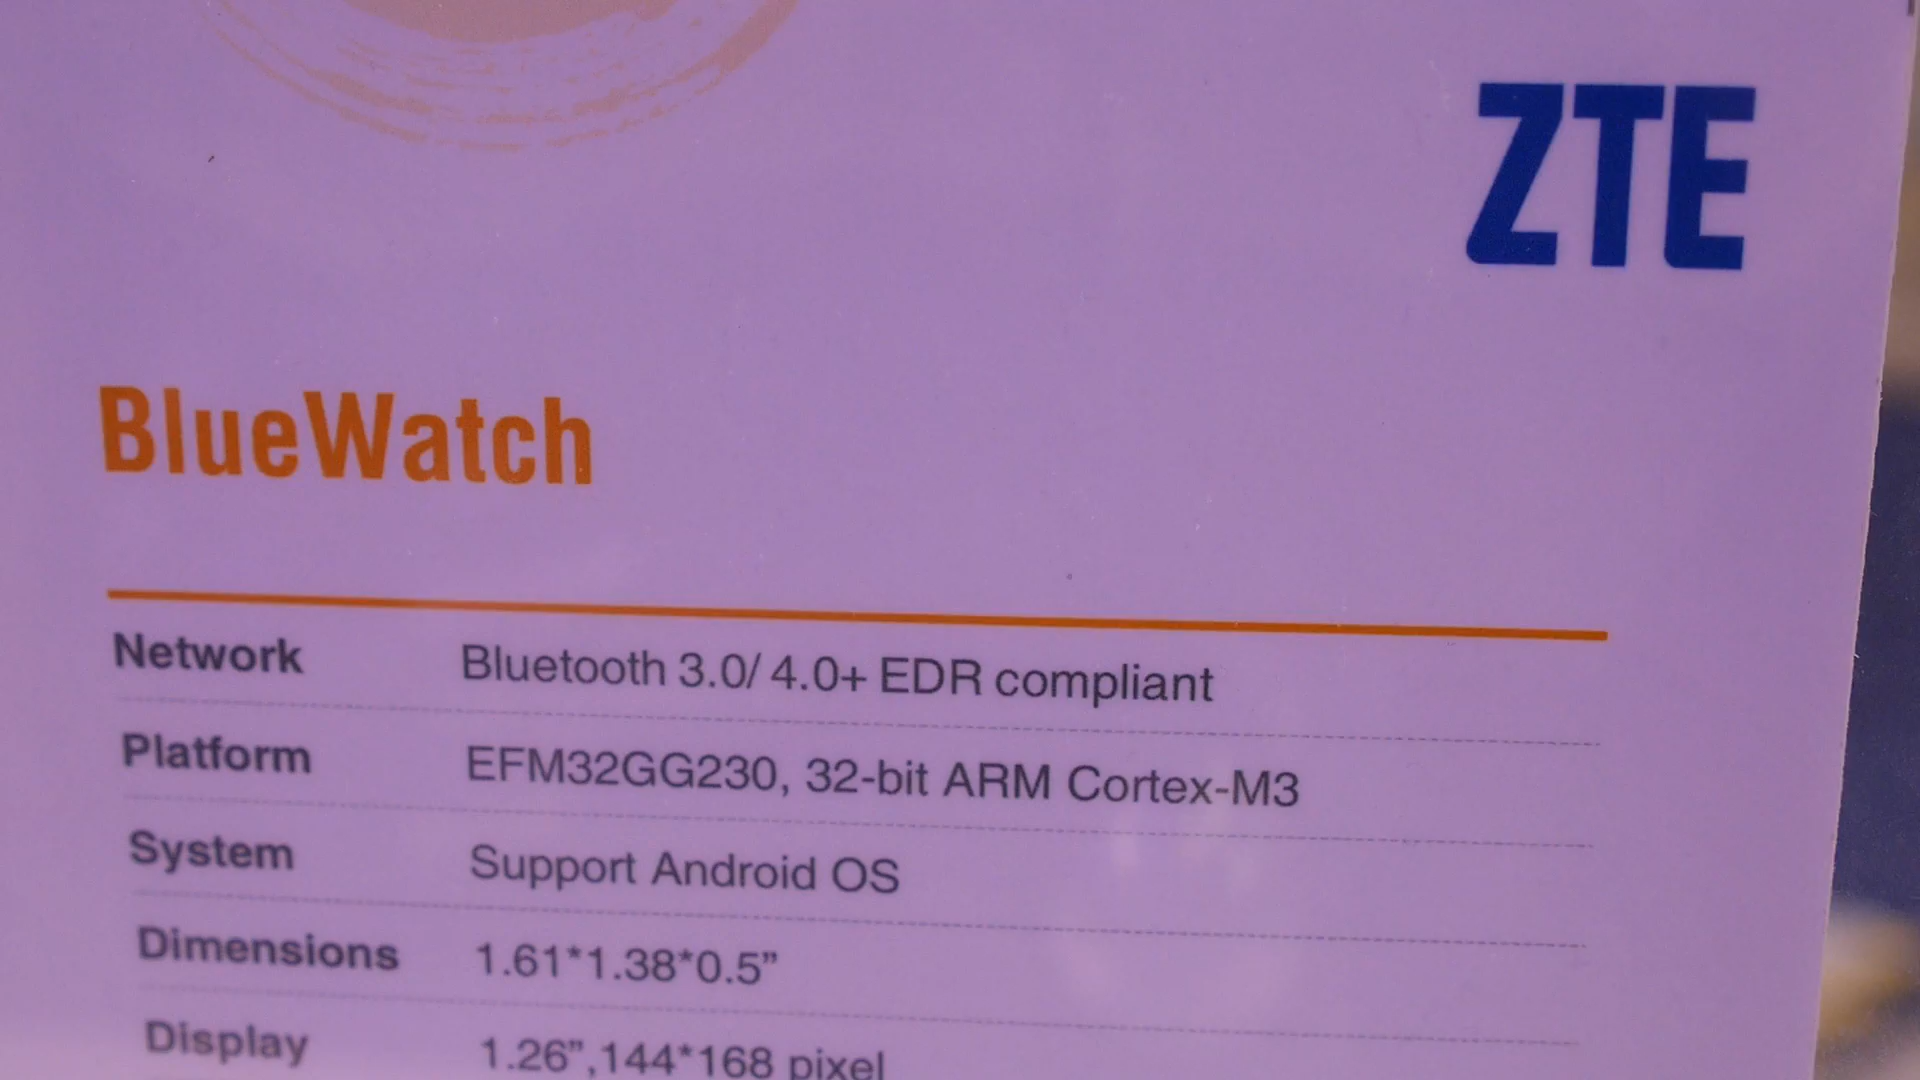 ZTE
BlueWatch
Network Bluetooth 3.0/ 4.0+ EDR compliant
Platform EFM32GG230, 32-bit ARM Cortex-M3
System Support Android OS
Dimensions 1.61*1.38*0.5”
Display 1.26”,144*168 pixel